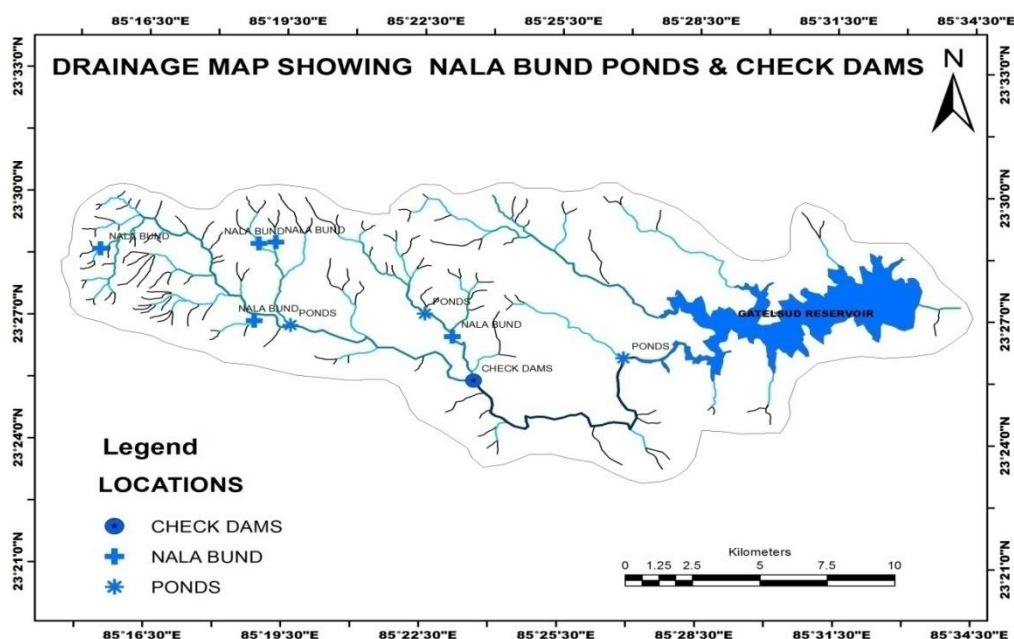 85°16'30"E 85°19'30"E 85°22'30"E 85°25'30"E 85°28'30"E 85°31'30"E 85°34'30"E
DRAINAGE MAP SHOWING NALA BUND PONDS & CHECK DAMS
N
23°33'0"N 23°33'0"N
23°30'0"N 23°30'0"N
NALA BUND
NALA BUND
NALA BUND
NALA BUND
PONDS
PONDS
NALA BUND
23°27'0"N 23°27'0"N
GATELSUD RESERVOIR
PONDS
CHECK DAMS
23°24'0"N 23°24'0"N
Legend
LOCATIONS
CHECK DAMS
NALA BUND
PONDS
Kilometers
0 1.25 2.5 5 7.5 10
23°21'0"N 23°21'0"N
85°16'30"E 85°19'30"E 85°22'30"E 85°25'30"E 85°28'30"E 85°31'30"E 85°34'30"E